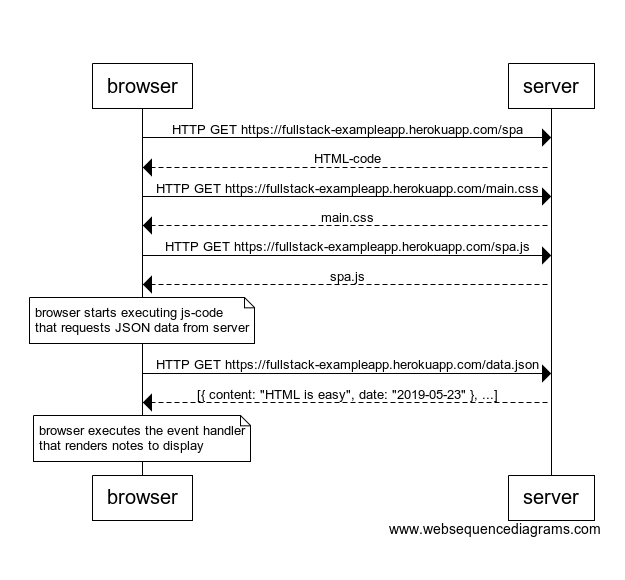 browser
server
HTTP GET https://fullstack-exampleapp.herokuapp.com/spa
HTML-code
HTTP GET https://fullstack-exampleapp.herokuapp.com/main.css
main.css
HTTP GET https://fullstack-exampleapp.herokuapp.com/spa.js
spa.js
browser starts executing js-code
that requests JSON data from server
HTTP GET https://fullstack-exampleapp.herokuapp.com/data.json
[{ content: "HTML is easy", date: "2019-05-23" }, ...]
browser executes the event handler
that renders notes to display
browser
server
www.websequencediagrams.com